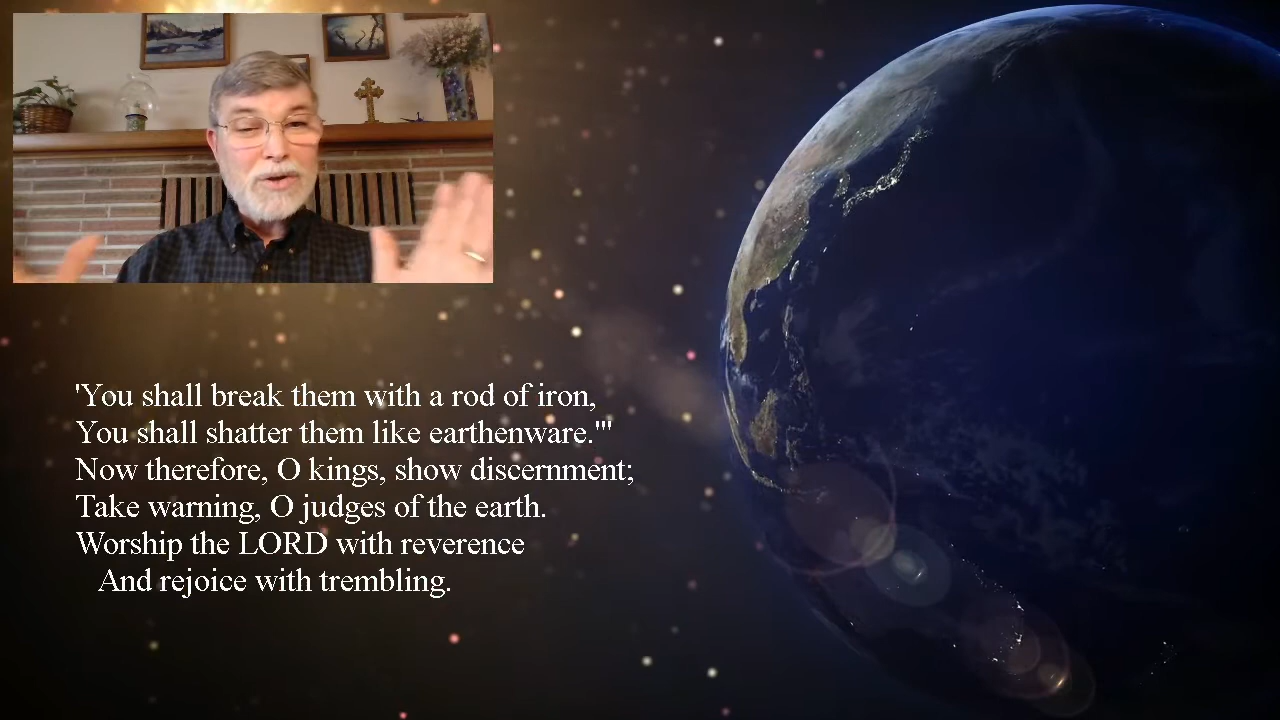 'You shall break them with a rod of iron,
You shall shatter them like earthenware.'"
Now therefore, O kings, show discernment;
Take warning, O judges of the earth.
Worship the LORD with reverence
And rejoice with trembling.